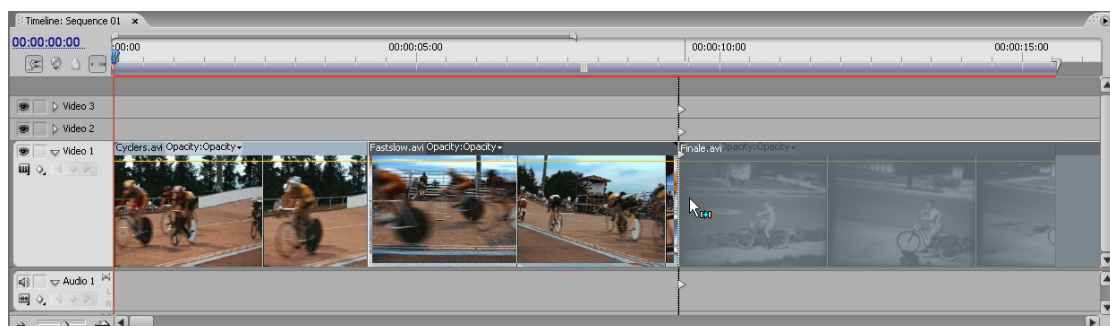 Timeline: Sequence 01 ×
00:00:00:00
:00:00
00:00:05:00
00:00:10:00
00:00:15:00
Video 3
Video 2
Video 1
Cyclers.avi Opacity:Opacity
Fastslow.avi Opacity:Opacity
Finale.avi Opacity:Opacity
Audio 1
L
R